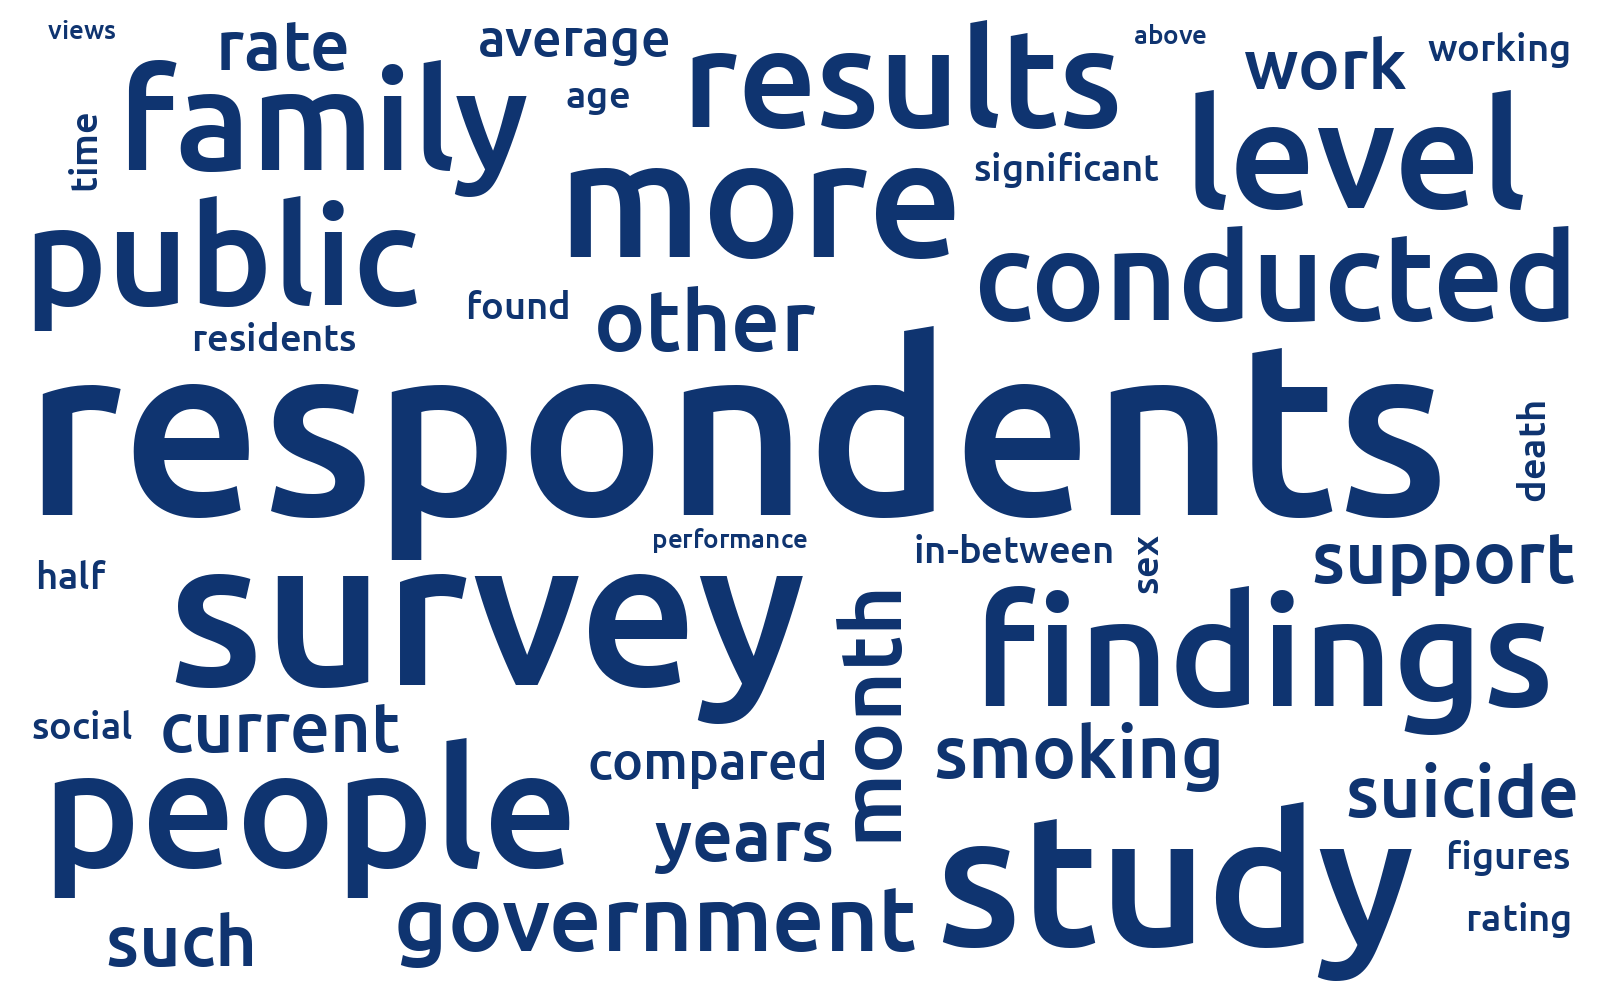 views
rate
average
results
above
work
working
family
age
time
more
significant
level
public
conducted
found
other
residents
respondents
death
performance
in-between
sex
support
half
survey
month
findings
social
current
compared
smoking
people
suicide
years
study
figures
such
government
rating